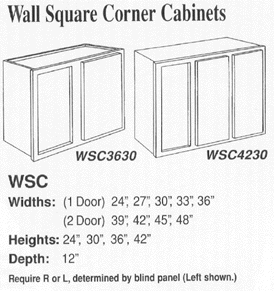 Wall Square Corner Cabinets
WSC3630
WSC4230
WSC
Widths: (1 Door) 24", 27", 30", 33", 36"
(2 Door) 39", 42", 45", 48"
Heights: 24", 30", 36", 42"
Depth: 12"
Require R or L, determined by blind panel (Left shown.)